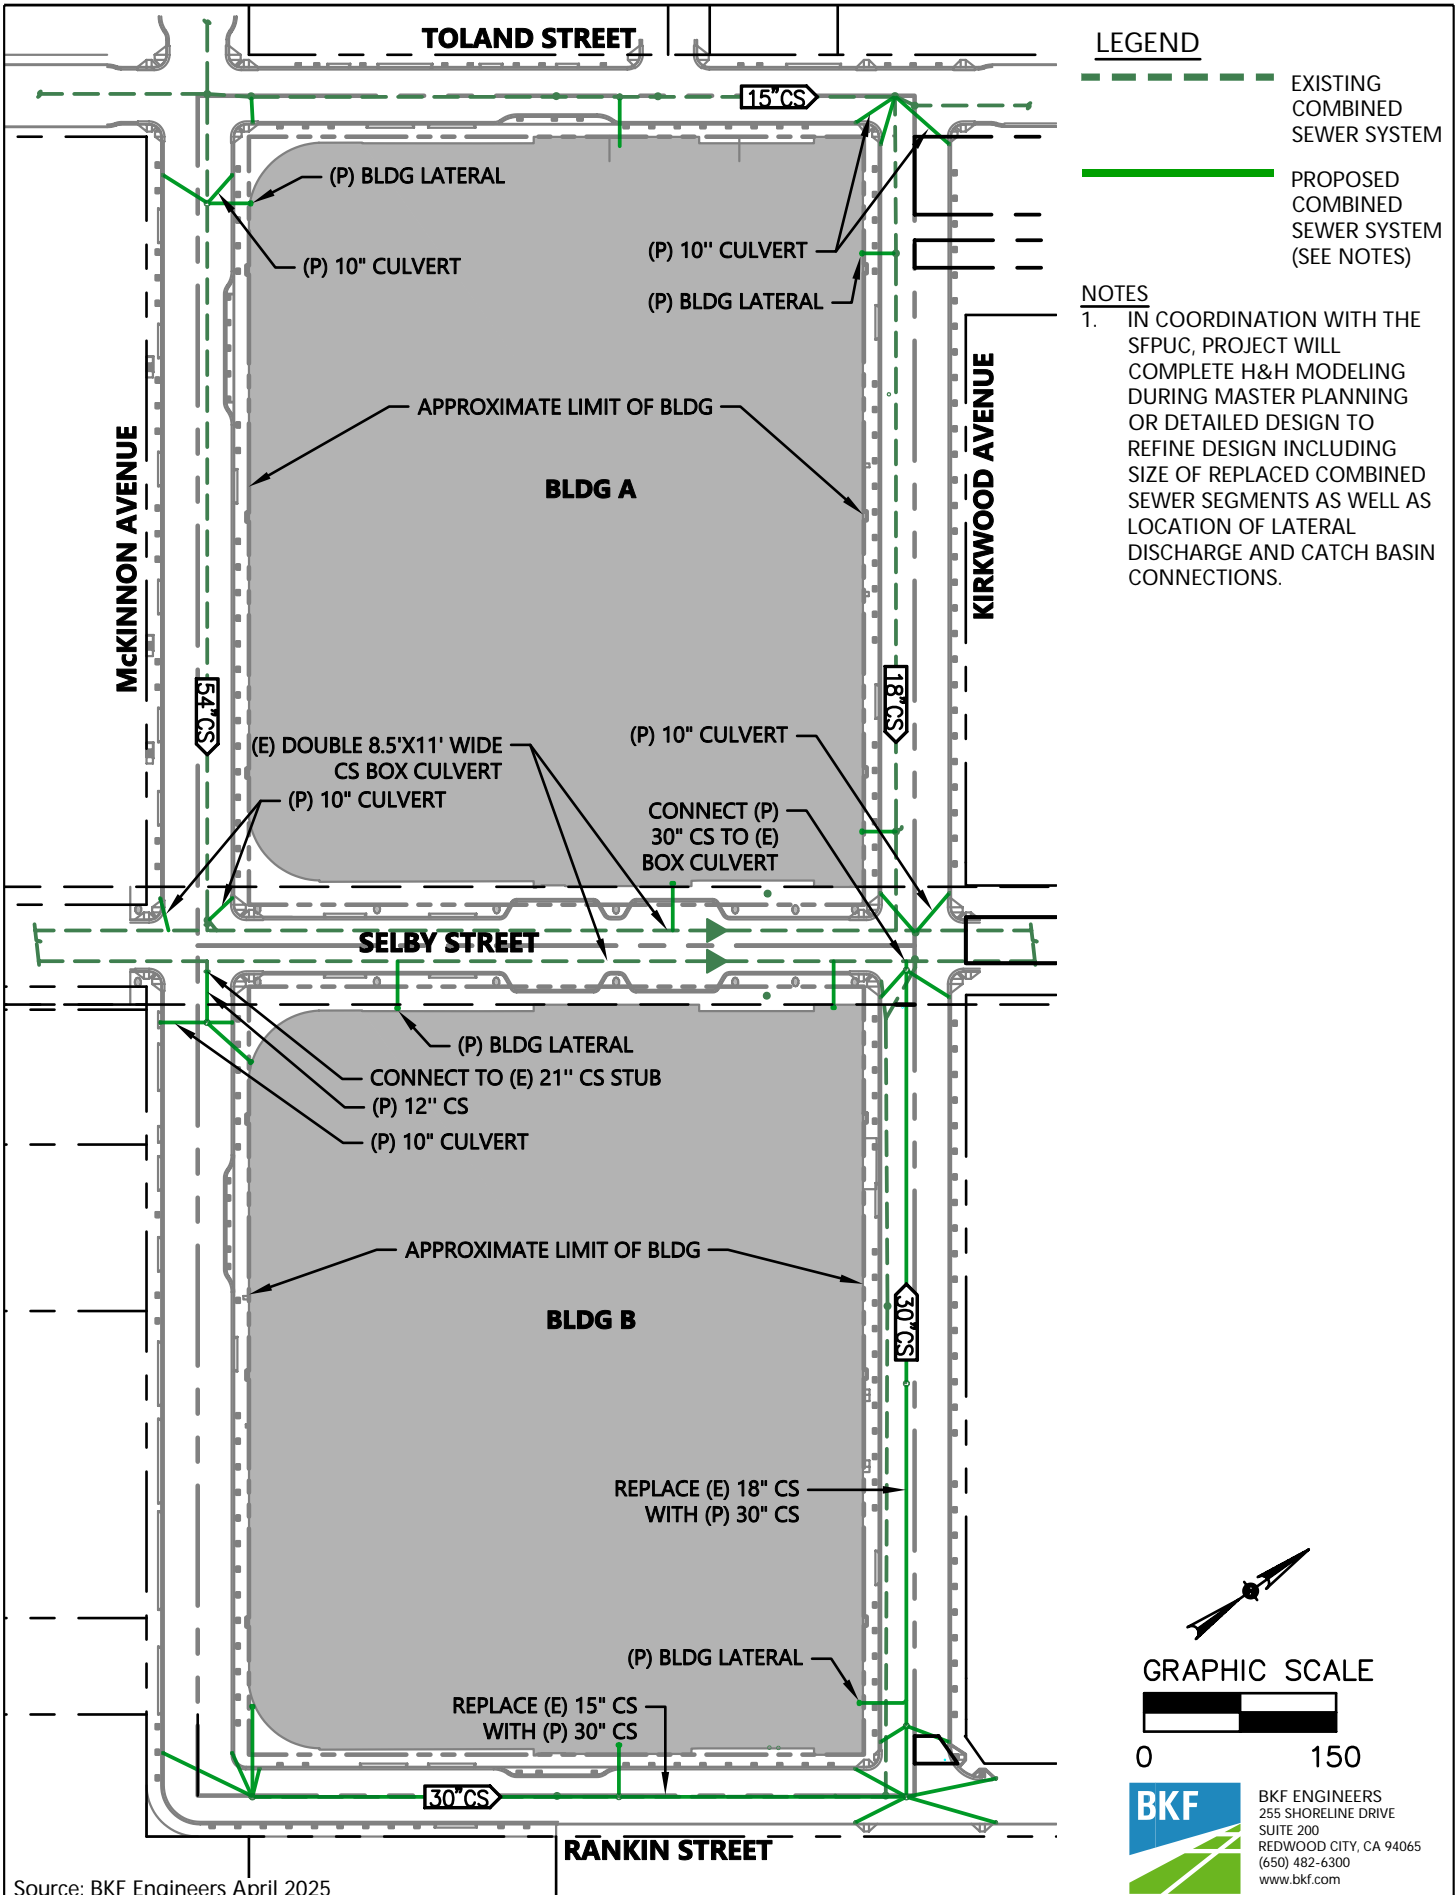 TOLAND STREET
15"CS
(P) BLDG LATERAL
(P) 10" CULVERT
(P) 10" CULVERT
(P) BLDG LATERAL
APPROXIMATE LIMIT OF BLDG
BLDG A
McKINNON AVENUE
KIRKWOOD AVENUE
54"CS
18"CS
(E) DOUBLE 8.5'X11' WIDE
CS BOX CULVERT
(P) 10" CULVERT
(P) 10" CULVERT
CONNECT (P)
30" CS TO (E)
BOX CULVERT
SELBY STREET
(P) BLDG LATERAL
CONNECT TO (E) 21" CS STUB
(P) 12" CS
(P) 10" CULVERT
APPROXIMATE LIMIT OF BLDG
BLDG B
30"CS
REPLACE (E) 18" CS
WITH (P) 30" CS
(P) BLDG LATERAL
REPLACE (E) 15" CS
WITH (P) 30" CS
30"CS
RANKIN STREET
Source: BKF Engineers April 2025
LEGEND
EXISTING
COMBINED
SEWER SYSTEM
PROPOSED
COMBINED
SEWER SYSTEM
(SEE NOTES)
NOTES
1. IN COORDINATION WITH THE
SFPUC, PROJECT WILL
COMPLETE H&H MODELING
DURING MASTER PLANNING
OR DETAILED DESIGN TO
REFINE DESIGN INCLUDING
SIZE OF REPLACED COMBINED
SEWER SEGMENTS AS WELL AS
LOCATION OF LATERAL
DISCHARGE AND CATCH BASIN
CONNECTIONS.
GRAPHIC SCALE
0 150
BKF
BKF ENGINEERS
255 SHORELINE DRIVE
SUITE 200
REDWOOD CITY, CA 94065
(650) 482-6300
www.bkf.com